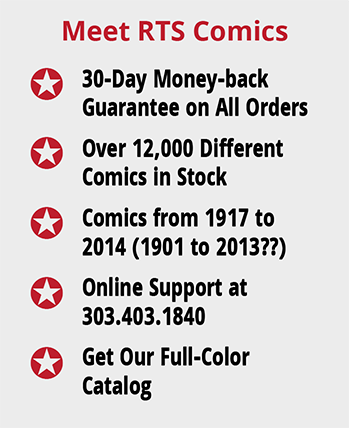 Meet RTS Comics
30-Day Money-back
Guarantee on All Orders
Over 12,000 Different
Comics in Stock
Comics from 1917 to
2014 (1901 to 2013??)
Online Support at
303.403.1840
Get Our Full-Color
Catalog